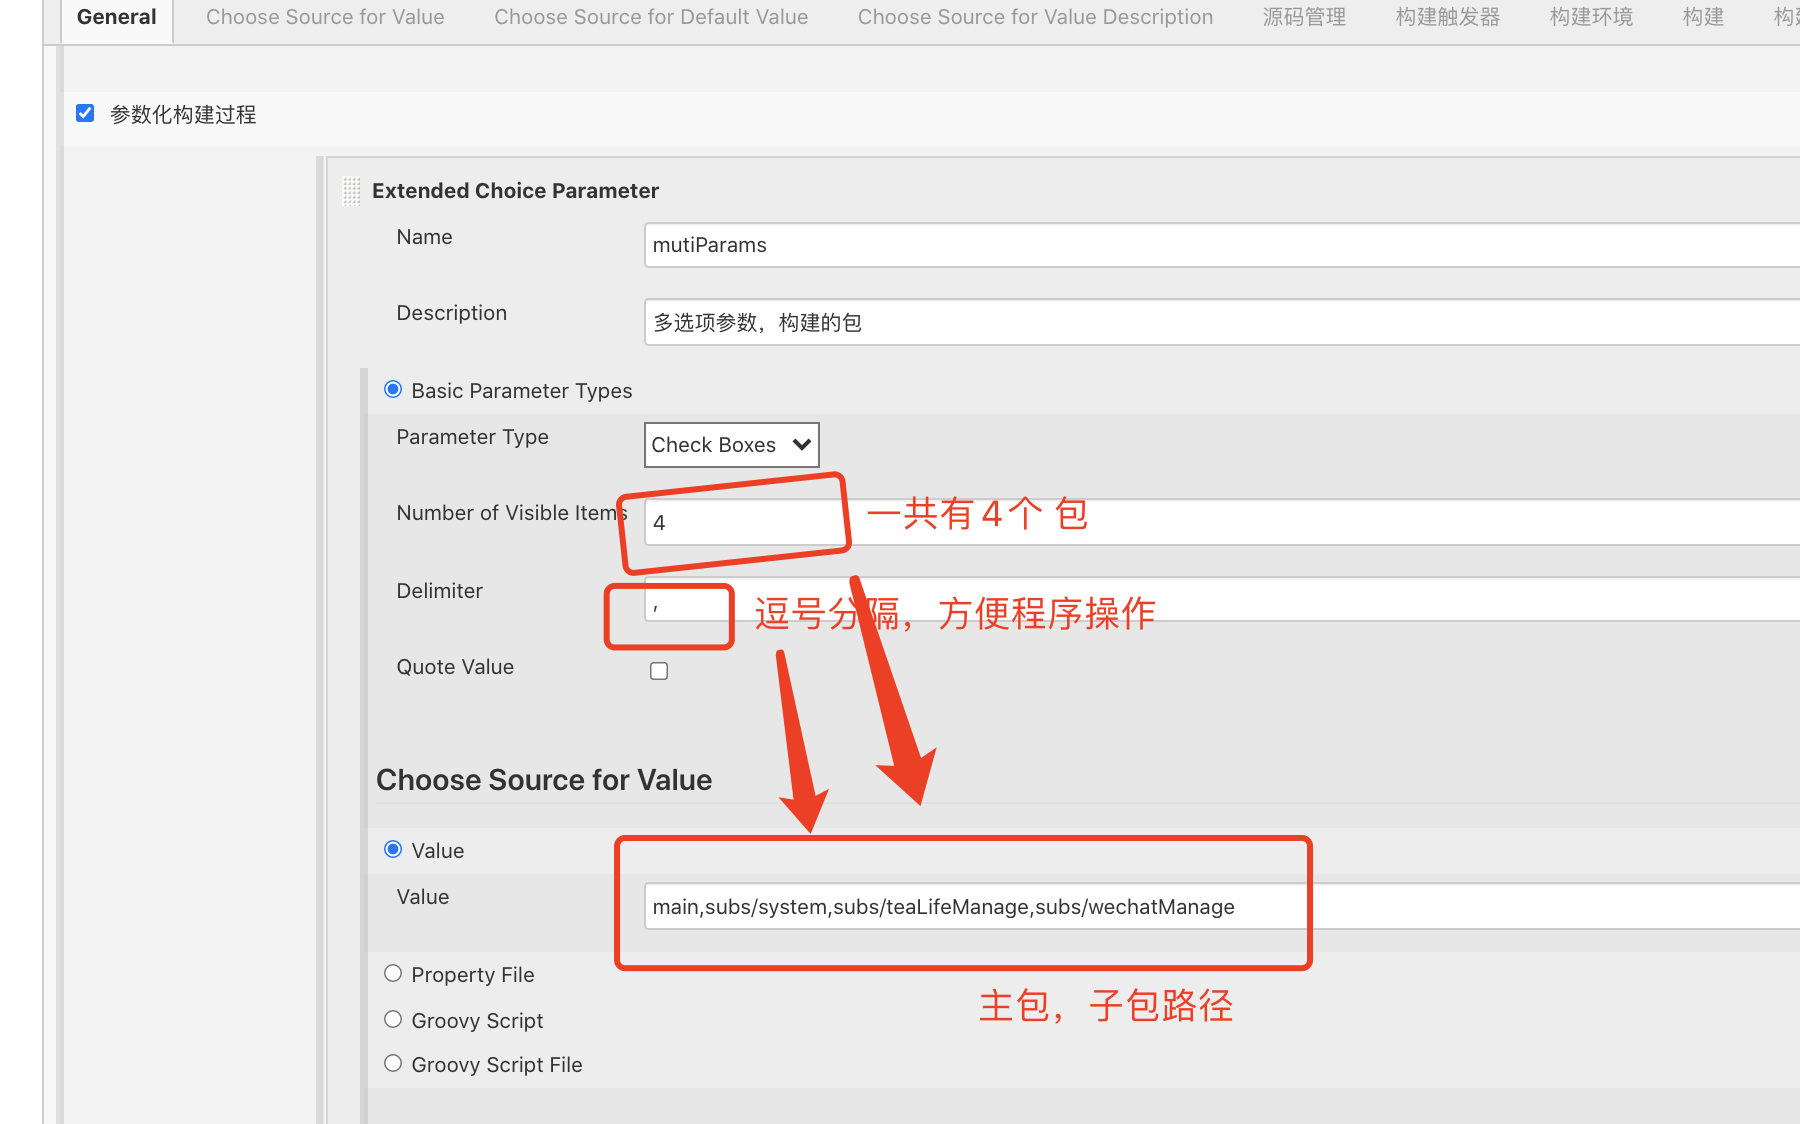 General Choose Source for Value Choose Source for Default Value Choose Source for Value Description 源码管理 构建触发器 构建环境 构建
参数化构建过程
Extended Choice Parameter
Name mutiParams
Description 多选项参数，构建的包
Basic Parameter Types
Parameter Type Check Boxes
Number of Visible Items 4 一共有4个 包
Delimiter ,
逗号分隔，方便程序操作
Quote Value
Choose Source for Value
Value
Value main,subs/system,subs/teaLifeManage,subs/wechatManage
Property File
主包，子包路径
Groovy Script
Groovy Script File